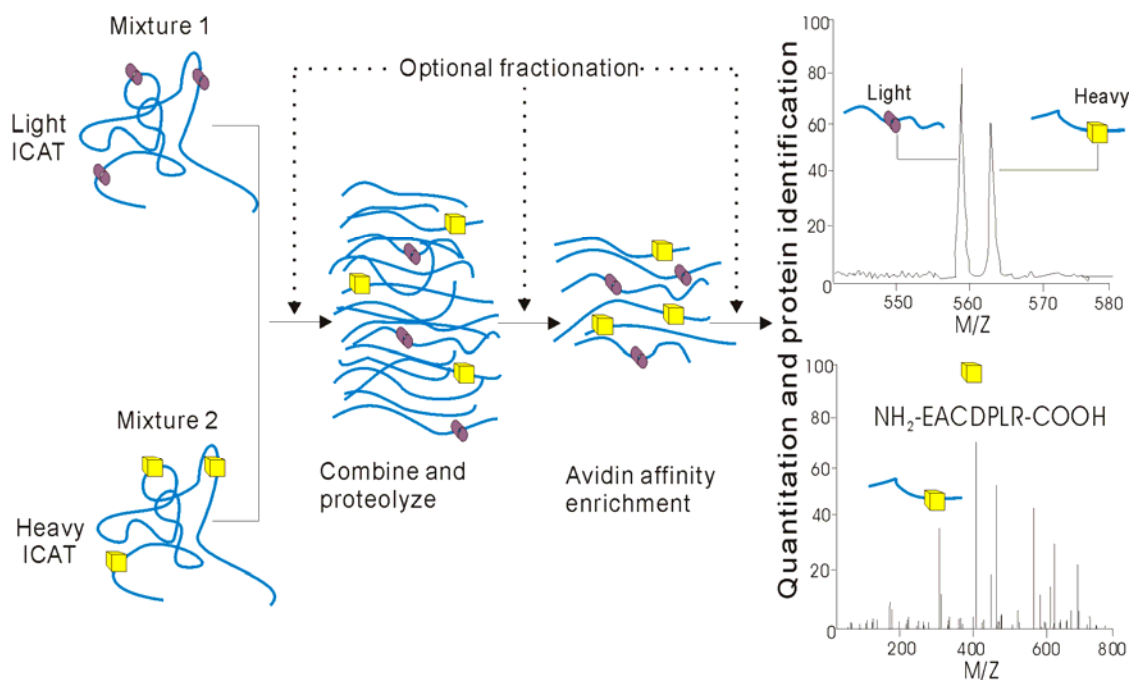 Mixture 1
Light
ICAT
Optional fractionation
Mixture 2
Heavy
ICAT
Combine and
proteolyze
Avidin affinity
enrichment
Quantitation and protein identification
100
80
60
40
20
0
Light
Heavy
550 560 570 580
M/Z
100
80
60
40
20
0
NH₂-EACDPLR-COOH
200 400 600 800
M/Z